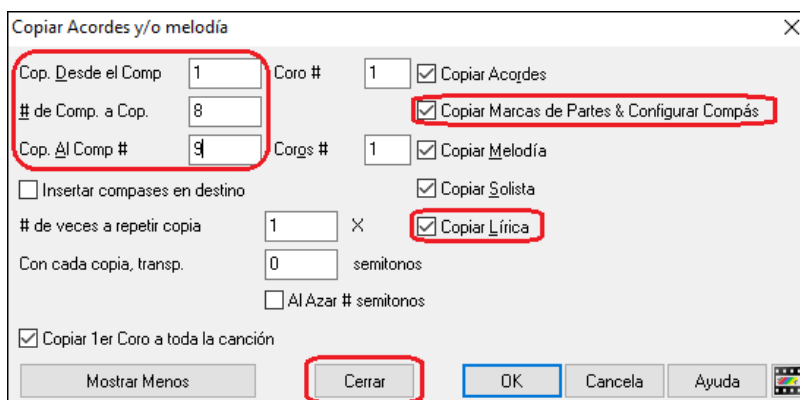 Copiar Acordes y/o melodía
Cop. Desde el Comp 1 Coro # 1 Copiar Acordes
# de Comp. a Cop. 8 Copiar Marcas de Partes & Configurar Compás
Cop. Al Comp # 9 Coros # 1 Copiar Melodía
Insertar compases en destino Copiar Solista
# de veces a repetir copia 1 X Copiar Lírica
Con cada copia, transp. 0 semitonos
Al Azar # semitonos
Copiar 1er Coro a toda la canción
Mostrar Menos Cerrar OK Cancela Ayuda